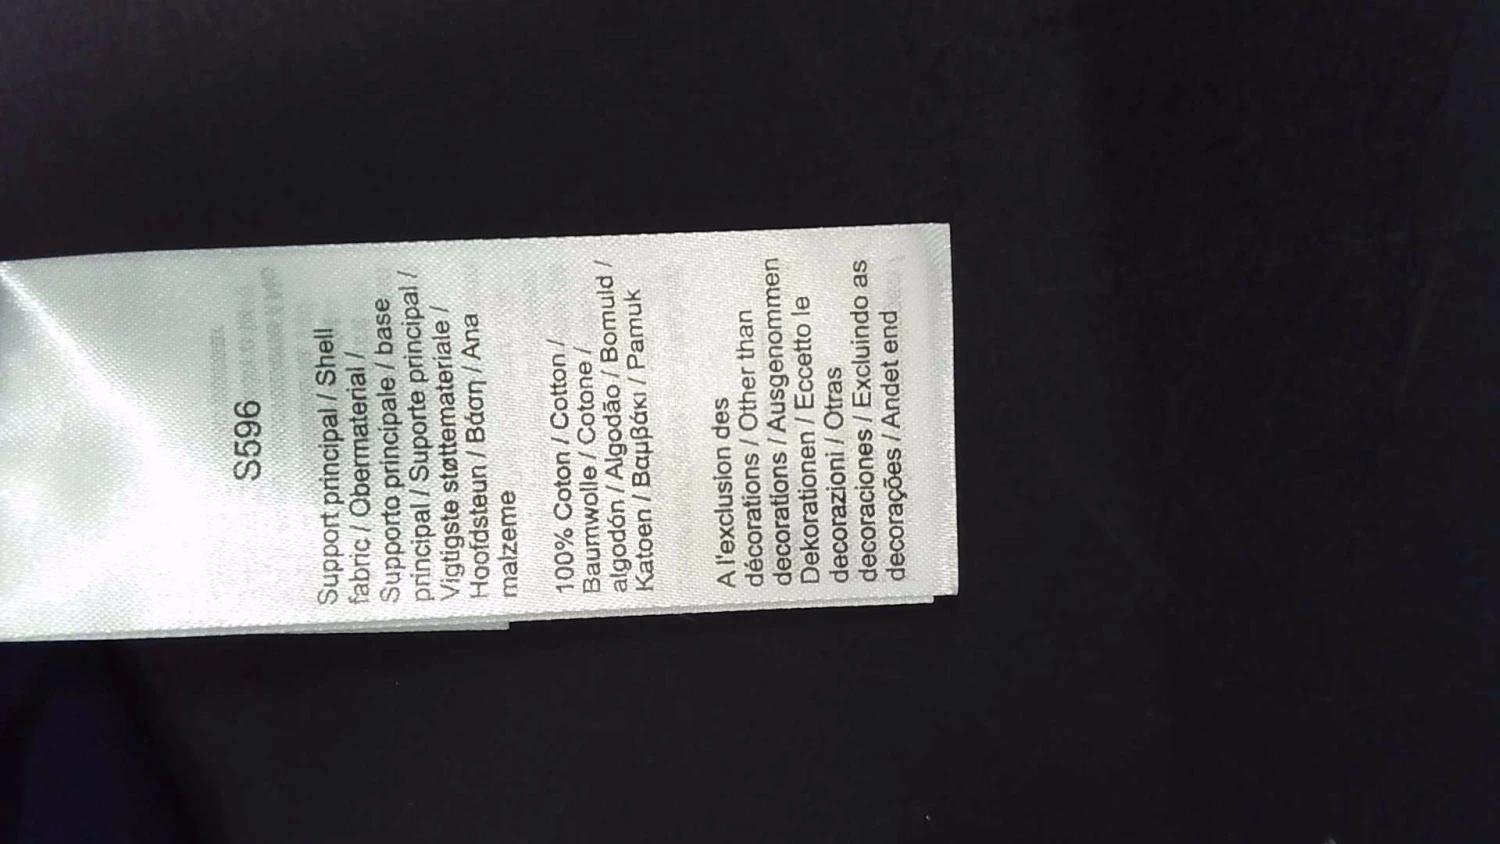 S596
Support principal / Shell
fabric / Obermaterial /
Supporto principale / base
principal / Suporte principal /
Vigtigste støttemateriale /
Hoofdsteun / Βάση / Ana
malzeme
100% Coton / Cotton /
Baumwolle / Cotone /
algodón / Algodão / Bomuld /
Katoen / Βαμβάκι / Pamuk
A l'exclusion des
décorations / Other than
decorations / Ausgenommen
Dekorationen / Eccetto le
decorazioni / Otras
decoraciones / Excluindo as
decorações / Andet end